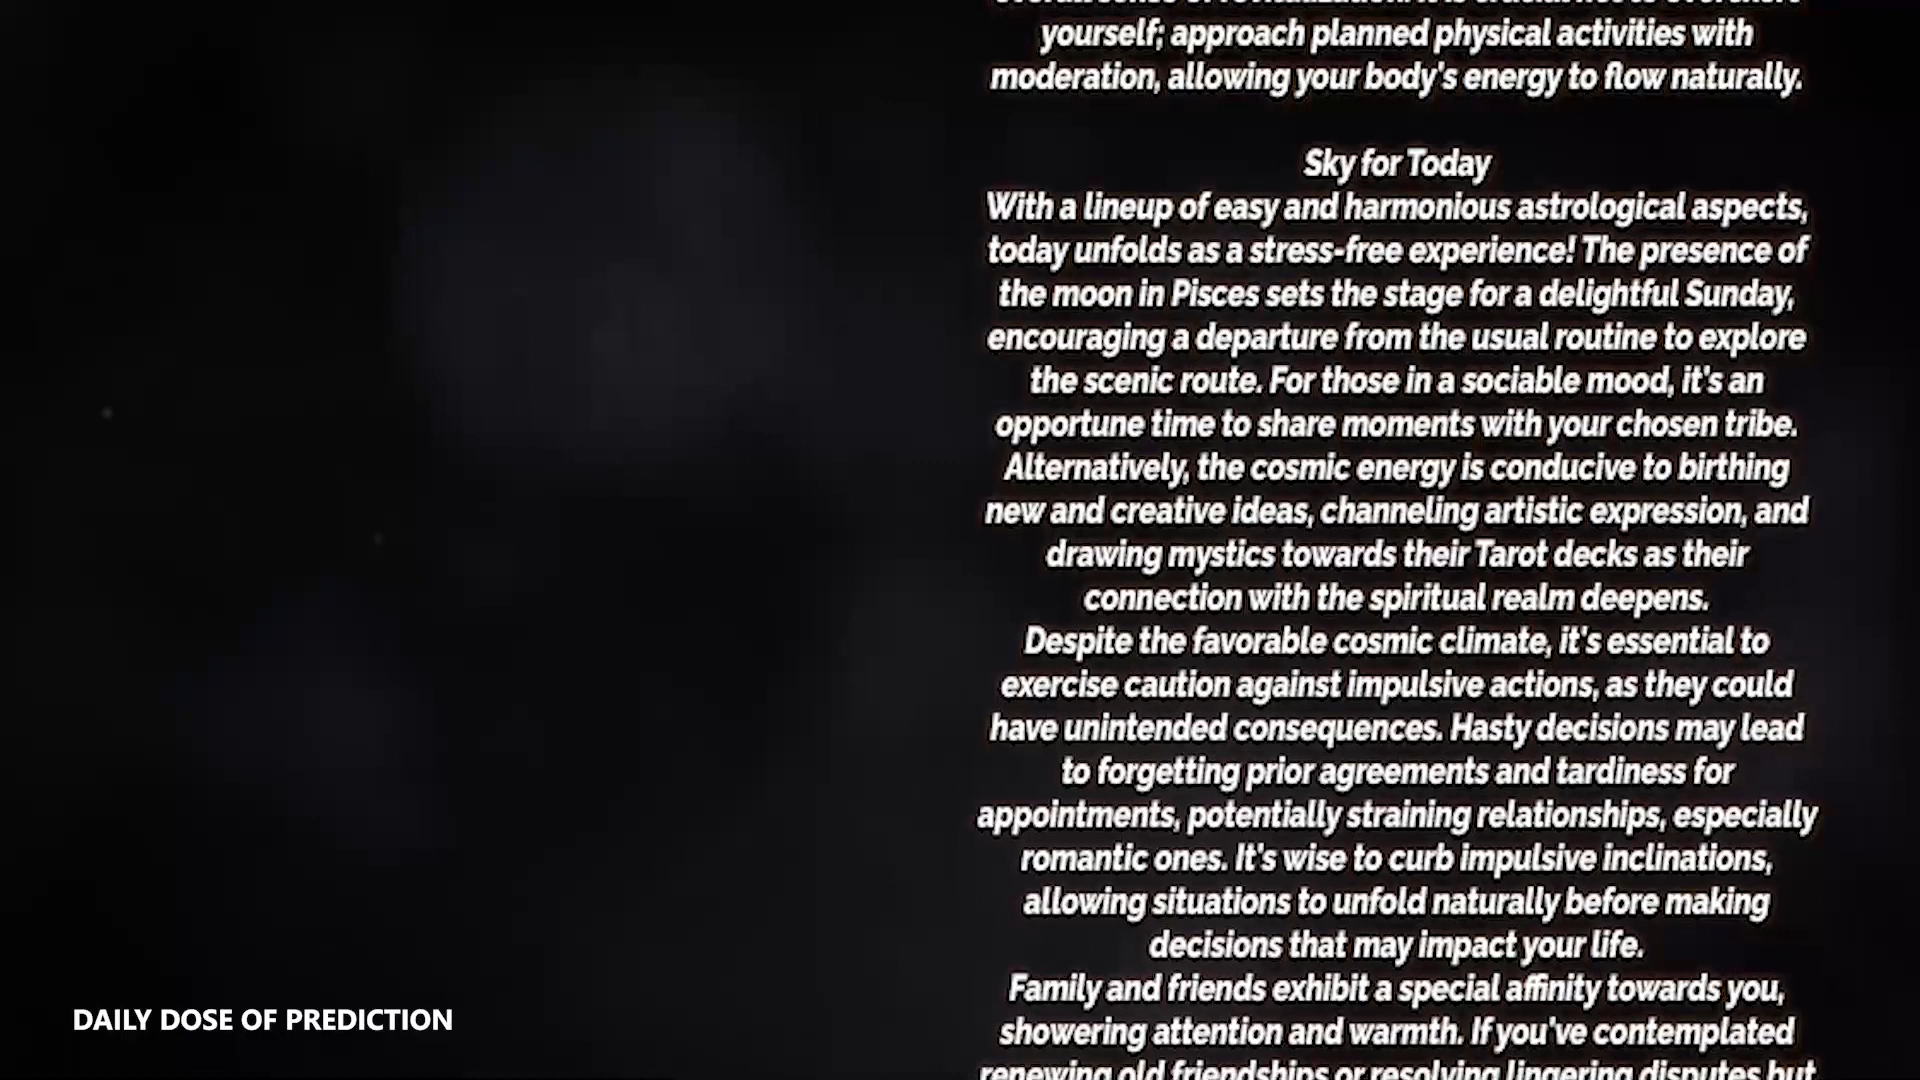 yourself; approach planned physical activities with
moderation, allowing your body's energy to flow naturally.
Sky for Today
With a lineup of easy and harmonious astrological aspects,
today unfolds as a stress-free experience! The presence of
the moon in Pisces sets the stage for a delightful Sunday,
encouraging a departure from the usual routine to explore
the scenic route. For those in a sociable mood, it's an
opportune time to share moments with your chosen tribe.
Alternatively, the cosmic energy is conducive to birthing
new and creative ideas, channeling artistic expression, and
drawing mystics towards their Tarot decks as their
connection with the spiritual realm deepens.
Despite the favorable cosmic climate, it's essential to
exercise caution against impulsive actions, as they could
have unintended consequences. Hasty decisions may lead
to forgetting prior agreements and tardiness for
appointments, potentially straining relationships, especially
romantic ones. It's wise to curb impulsive inclinations,
allowing situations to unfold naturally before making
decisions that may impact your life.
Family and friends exhibit a special affinity towards you,
showering attention and warmth. If you've contemplated
renewing old friendships or resolving lingering disputes but
DAILY DOSE OF PREDICTION